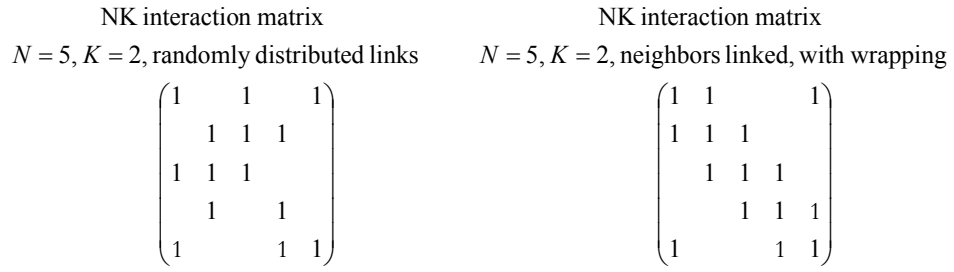 NK interaction matrix
N = 5, K = 2, randomly distributed links
1 1 1
1 1 1
1 1 1
1 1
1 1 1
NK interaction matrix
N = 5, K = 2, neighbors linked, with wrapping
1 1 1
1 1 1
1 1 1
1 1 1
1 1 1